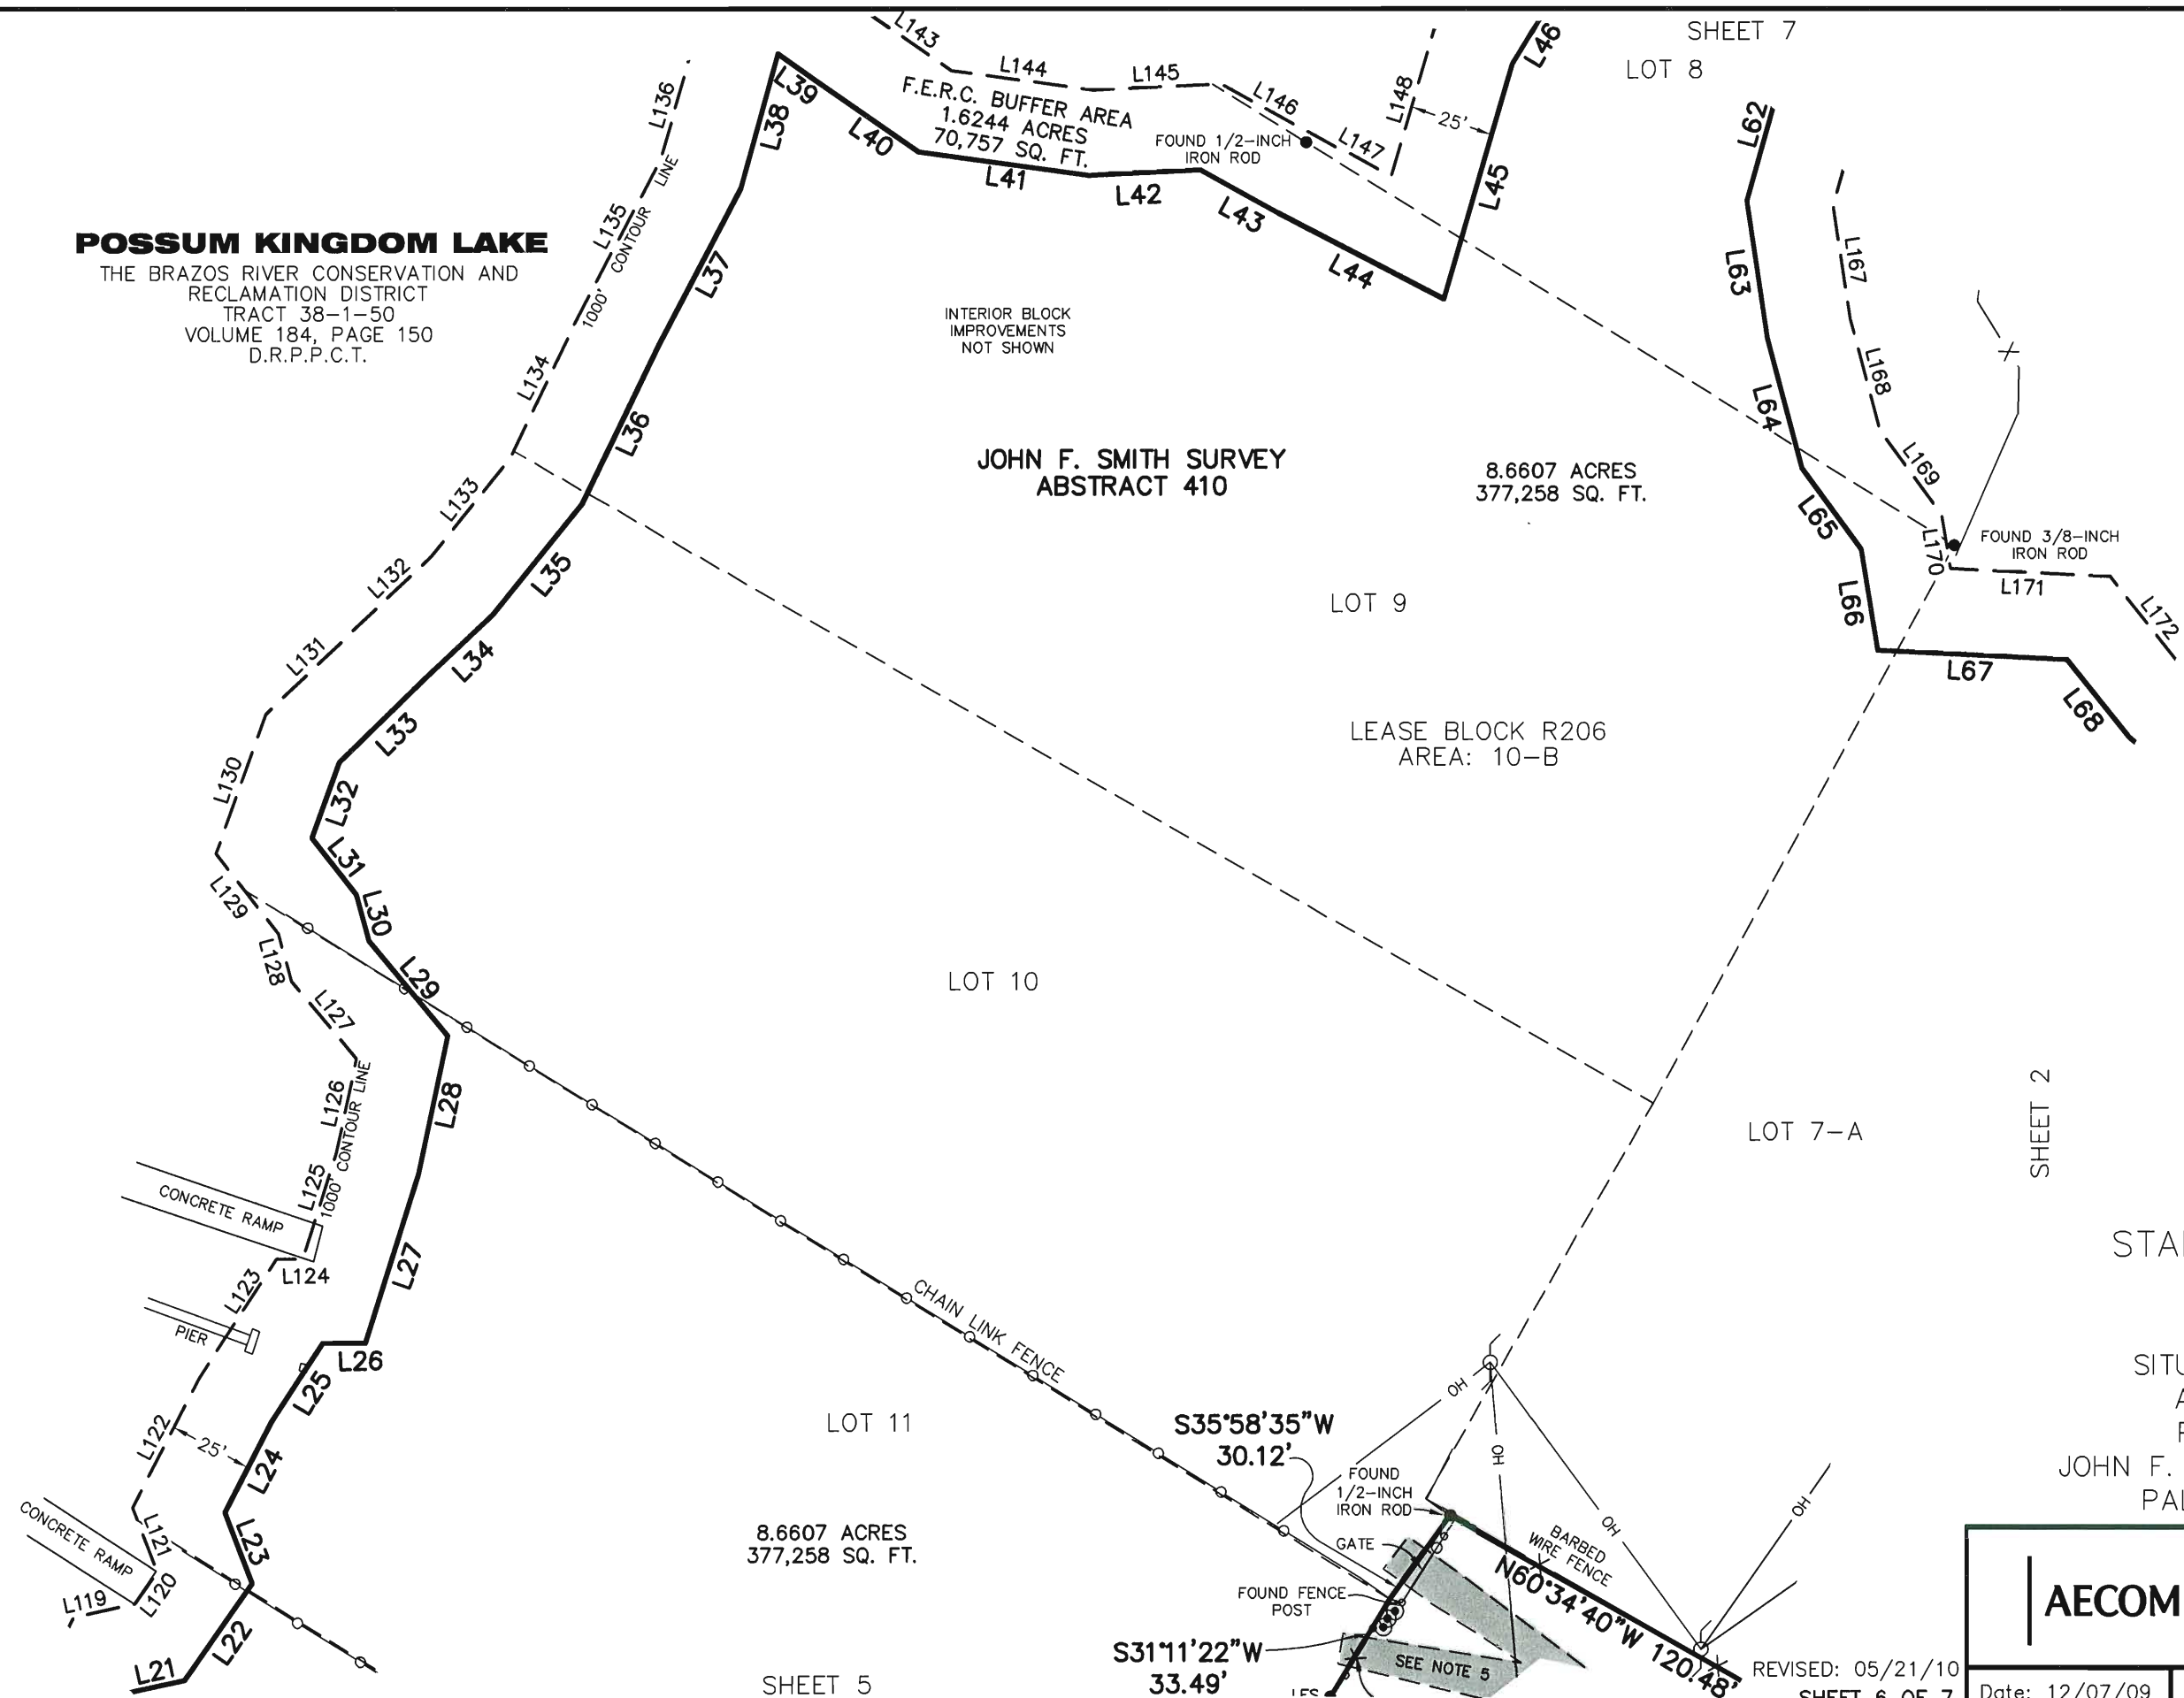 SHEET 7
LOT 8
L46
L143
L144
L145
L146
L147
L148
25'
F.E.R.C. BUFFER AREA
1.6244 ACRES
70,757 SQ. FT.
FOUND 1/2-INCH
IRON ROD
L136
L135
1000' CONTOUR LINE
L134
L133
L132
L131
L130
L129
L128
L127
L126
L125
1000' CONTOUR LINE
L124
L123
L122
L121
L120
L119
L39
L38
L40
L41
L42
L43
L44
L45
L37
L36
L35
L34
L33
L32
L31
L30
L29
L28
L27
L26
L25
L24
L23
L22
L21
POSSUM KINGDOM LAKE
THE BRAZOS RIVER CONSERVATION AND
RECLAMATION DISTRICT
TRACT 38-1-50
VOLUME 184, PAGE 150
D.R.P.P.C.T.
INTERIOR BLOCK
IMPROVEMENTS
NOT SHOWN
JOHN F. SMITH SURVEY
ABSTRACT 410
8.6607 ACRES
377,258 SQ. FT.
L62
L63
L64
L65
L66
L67
L68
L167
L168
L169
L170
L171
L172
FOUND 3/8-INCH
IRON ROD
LOT 9
LEASE BLOCK R206
AREA: 10-B
LOT 10
LOT 7-A
SHEET 2
CONCRETE RAMP
PIER
25'
CONCRETE RAMP
CHAIN LINK FENCE
LOT 11
8.6607 ACRES
377,258 SQ. FT.
SHEET 5
S35°58'35"W
30.12'
FOUND
1/2-INCH
IRON ROD
GATE
FOUND FENCE
POST
S31°11'22"W
33.49'
SEE NOTE 5
OH
OH
OH
OH
BARBED
WIRE FENCE
N60°34'40"W 120.48'
JOHN F.
AECOM
REVISED: 05/21/10
SHEET 6 OF 7
Date: 12/07/09